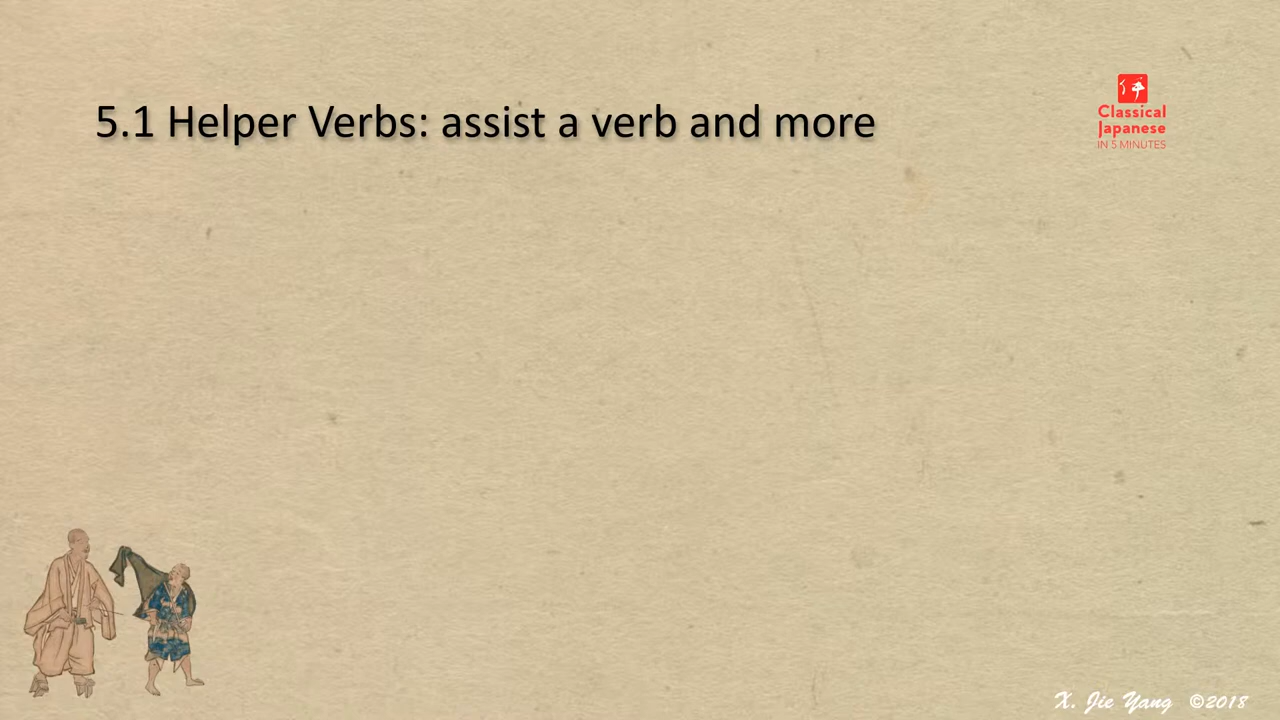 5.1 Helper Verbs: assist a verb and more
Classical
Japanese
IN 5 MINUTES
X. Jie Yang ©2018